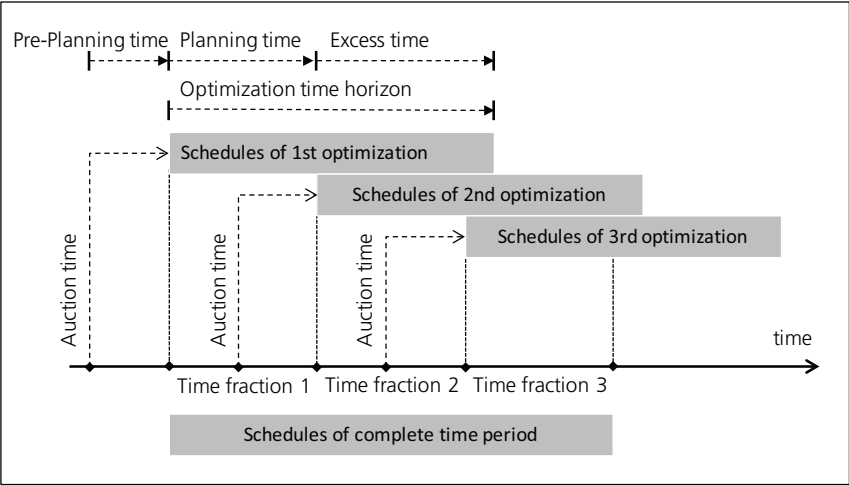 Pre-Planning time Planning time Excess time
Optimization time horizon
Schedules of 1st optimization
Schedules of 2nd optimization
Schedules of 3rd optimization
Auction time
Auction time
Auction time
time
Time fraction 1 Time fraction 2 Time fraction 3
Schedules of complete time period